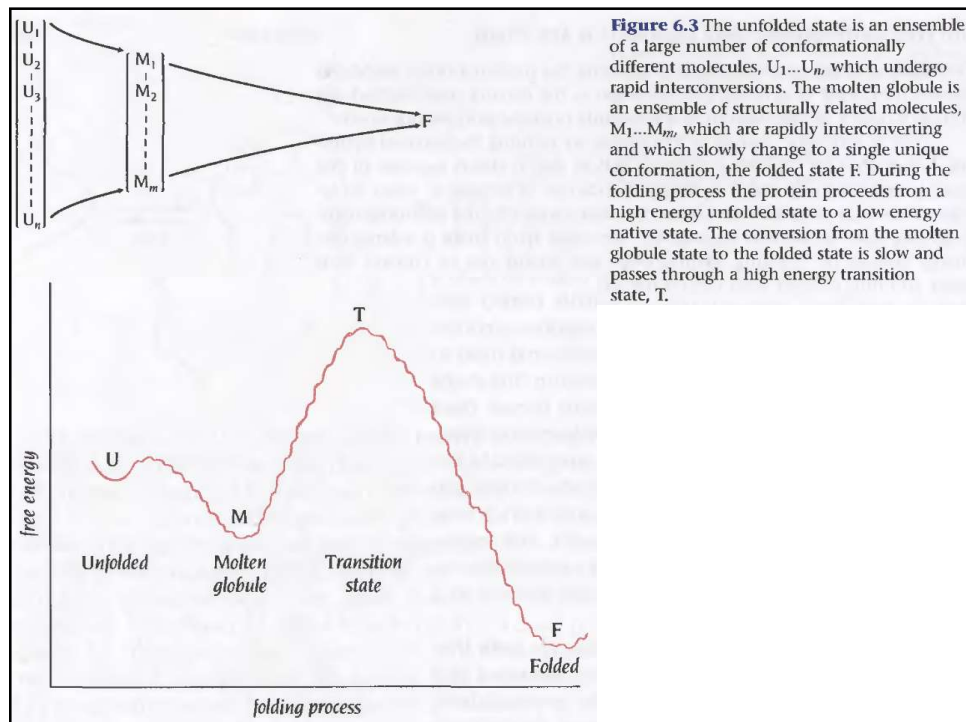 U1
U2
U3
Un
M1
M2
Mm
F
Figure 6.3 The unfolded state is an ensemble
of a large number of conformationally
different molecules, U1...Un, which undergo
rapid interconversions. The molten globule is
an ensemble of structurally related molecules,
M1...Mm, which are rapidly interconverting
and which slowly change to a single unique
conformation, the folded state F. During the
folding process the protein proceeds from a
high energy unfolded state to a low energy
native state. The conversion from the molten
globule state to the folded state is slow and
passes through a high energy transition
state, T.
T
U
M
free energy
Unfolded
Molten
globule
Transition
state
F
Folded
folding process